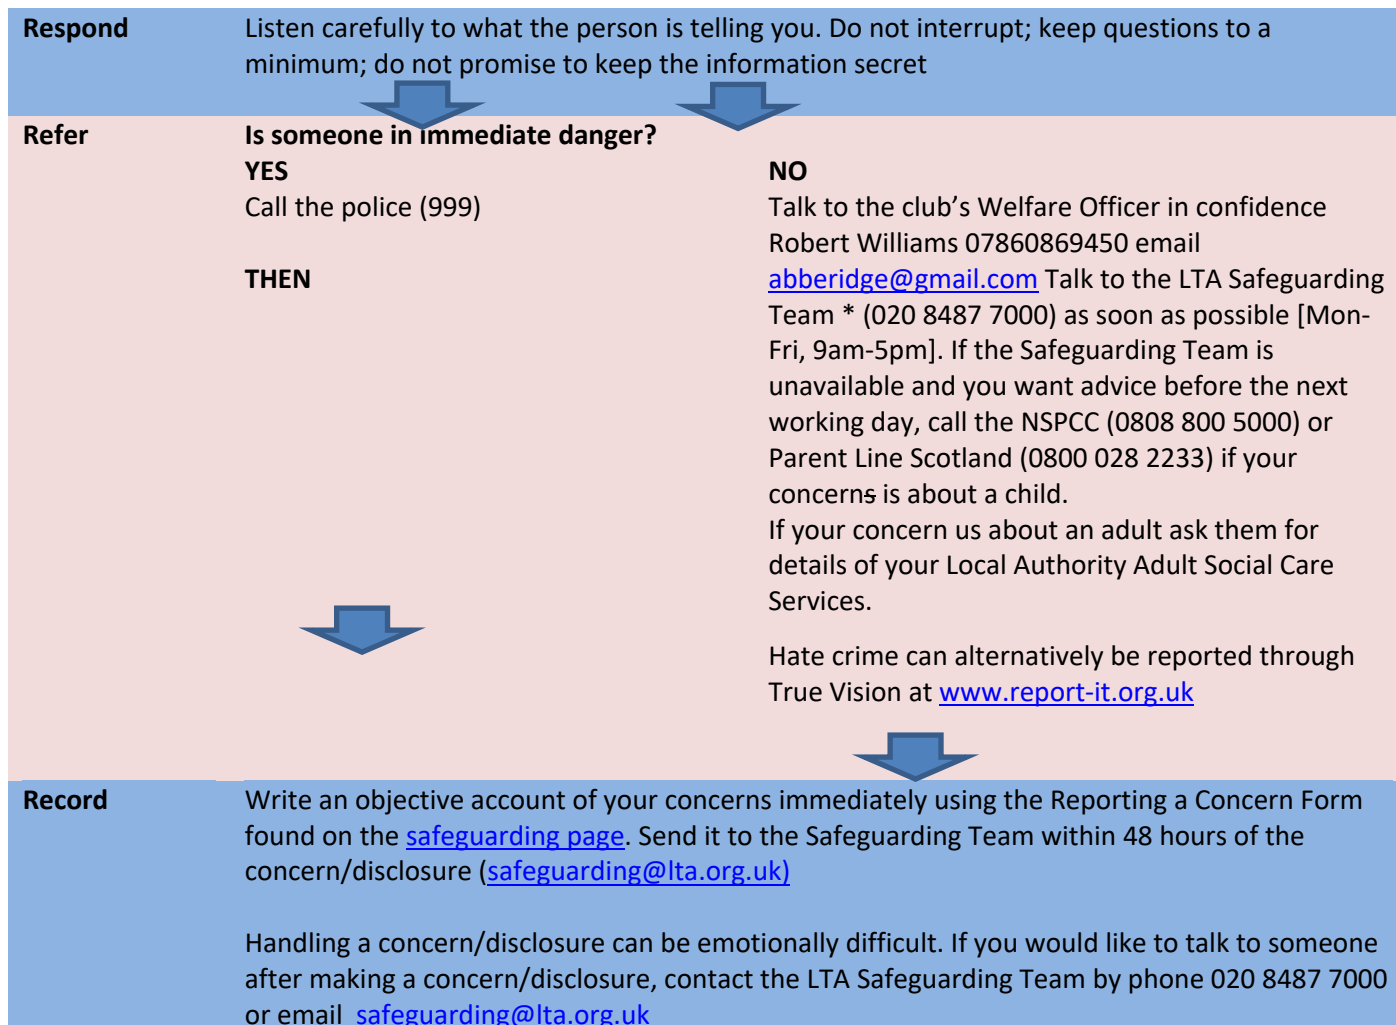 Respond
Listen carefully to what the person is telling you. Do not interrupt; keep questions to a
minimum; do not promise to keep the information secret
Refer
Is someone in immediate danger?
YES
Call the police (999)
THEN
NO
Talk to the club’s Welfare Officer in confidence
Robert Williams 07860869450 email
abberidge@gmail.com Talk to the LTA Safeguarding
Team * (020 8487 7000) as soon as possible [Mon-
Fri, 9am-5pm]. If the Safeguarding Team is
unavailable and you want advice before the next
working day, call the NSPCC (0808 800 5000) or
Parent Line Scotland (0800 028 2233) if your
concerns is about a child.
If your concern us about an adult ask them for
details of your Local Authority Adult Social Care
Services.
Hate crime can alternatively be reported through
True Vision at www.report-it.org.uk
Record
Write an objective account of your concerns immediately using the Reporting a Concern Form
found on the safeguarding page. Send it to the Safeguarding Team within 48 hours of the
concern/disclosure (safeguarding@lta.org.uk)
Handling a concern/disclosure can be emotionally difficult. If you would like to talk to someone
after making a concern/disclosure, contact the LTA Safeguarding Team by phone 020 8487 7000
or email  safeguarding@lta.org.uk